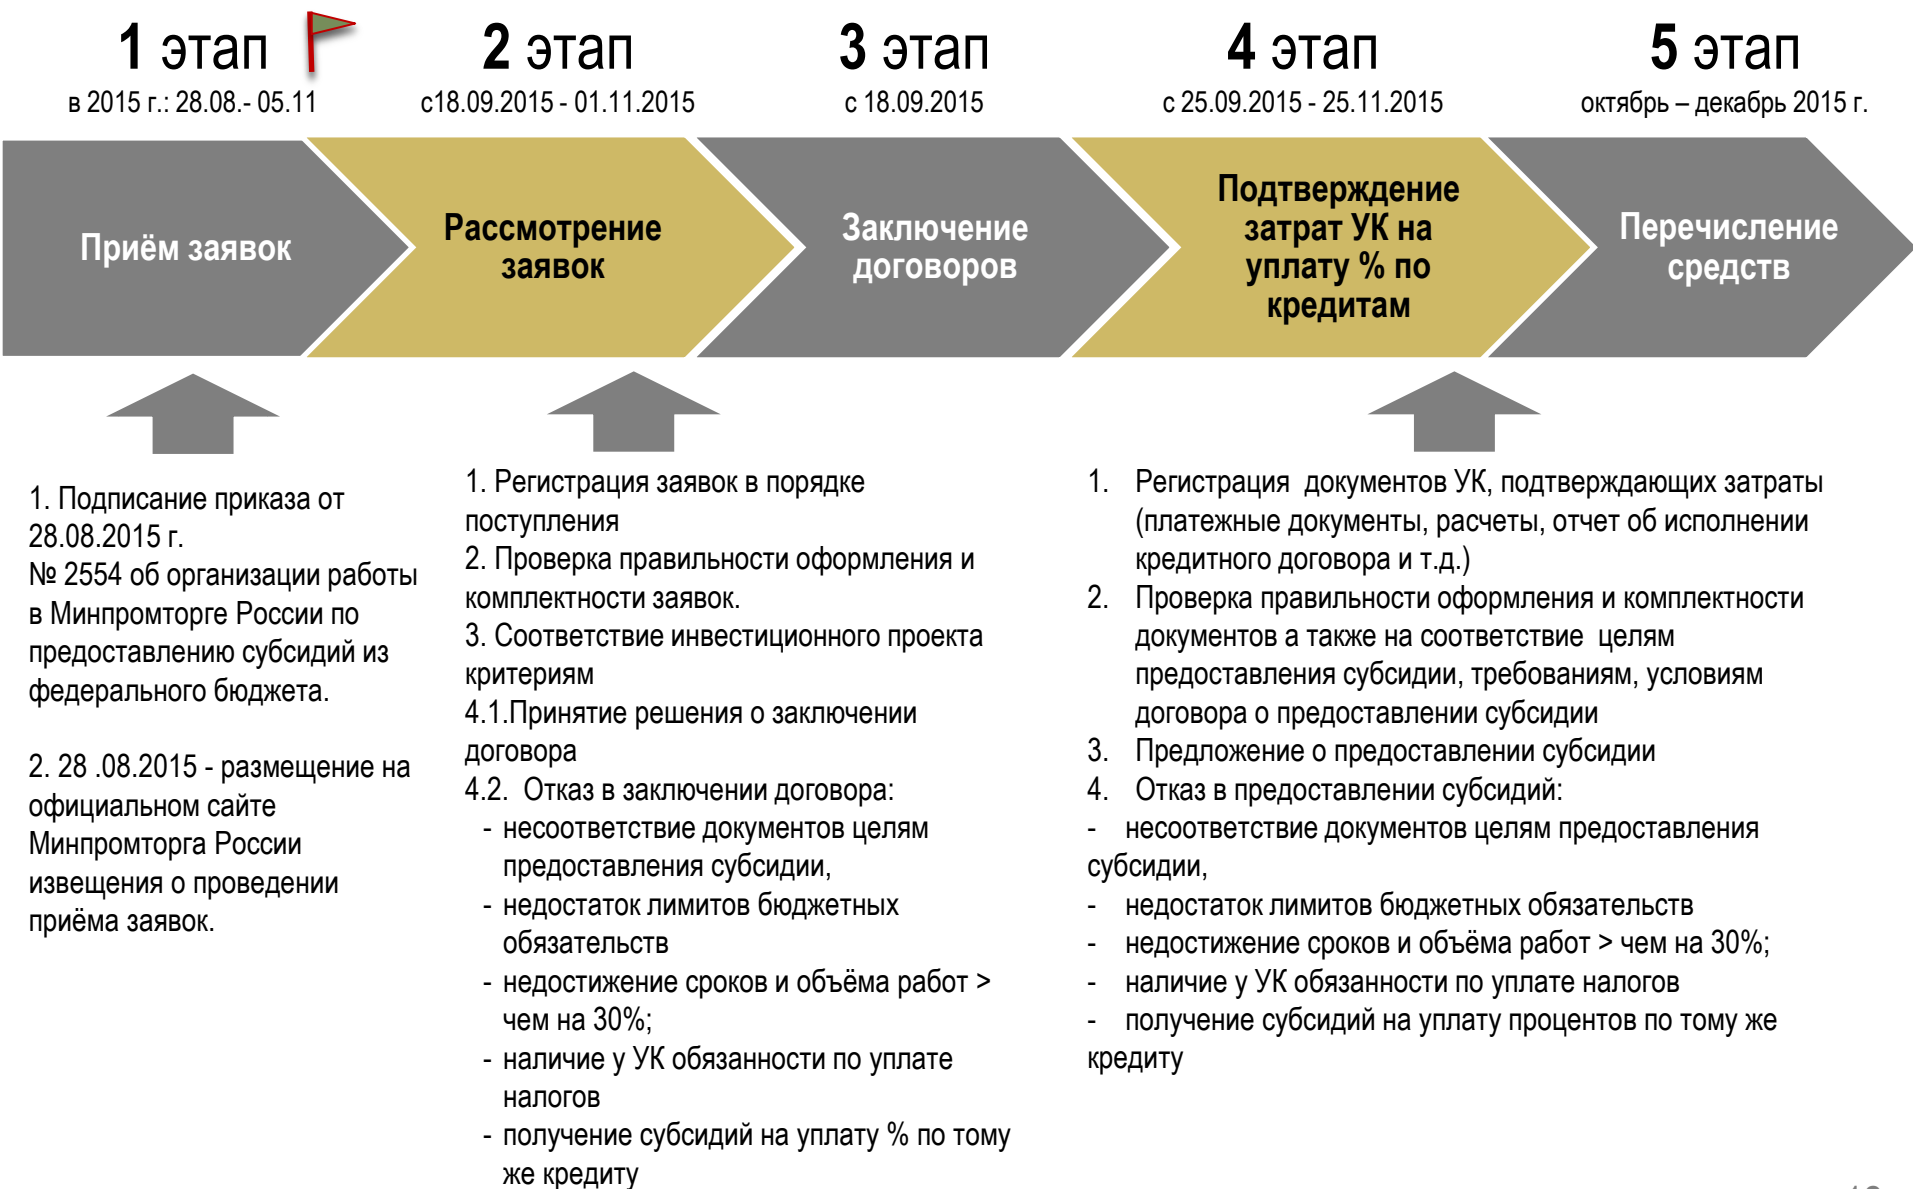 1 этап
в 2015 г.: 28.08.- 05.11
2 этап
с18.09.2015 - 01.11.2015
3 этап
с 18.09.2015
4 этап
с 25.09.2015 - 25.11.2015
5 этап
октябрь – декабрь 2015 г.
Приём заявок
Рассмотрение
заявок
Заключение
договоров
Подтверждение
затрат УК на
уплату % по
кредитам
Перечисление
средств
1. Подписание приказа от
28.08.2015 г.
№ 2554 об организации работы
в Минпромторге России по
предоставлению субсидий из
федерального бюджета.
2. 28 .08.2015 - размещение на
официальном сайте
Минпромторга России
извещения о проведении
приёма заявок.
1. Регистрация заявок в порядке
поступления
2. Проверка правильности оформления и
комплектности заявок.
3. Соответствие инвестиционного проекта
критериям
4.1.Принятие решения о заключении
договора
4.2. Отказ в заключении договора:
- несоответствие документов целям
предоставления субсидии,
- недостаток лимитов бюджетных
обязательств
- недостижение сроков и объёма работ >
чем на 30%;
- наличие у УК обязанности по уплате
налогов
- получение субсидий на уплату % по тому
же кредиту
1. Регистрация документов УК, подтверждающих затраты
(платежные документы, расчеты, отчет об исполнении
кредитного договора и т.д.)
2. Проверка правильности оформления и комплектности
документов а также на соответствие целям
предоставления субсидии, требованиям, условиям
договора о предоставлении субсидии
3. Предложение о предоставлении субсидии
4. Отказ в предоставлении субсидий:
- несоответствие документов целям предоставления
субсидии,
- недостаток лимитов бюджетных обязательств
- недостижение сроков и объёма работ > чем на 30%;
- наличие у УК обязанности по уплате налогов
- получение субсидий на уплату процентов по тому же
кредиту